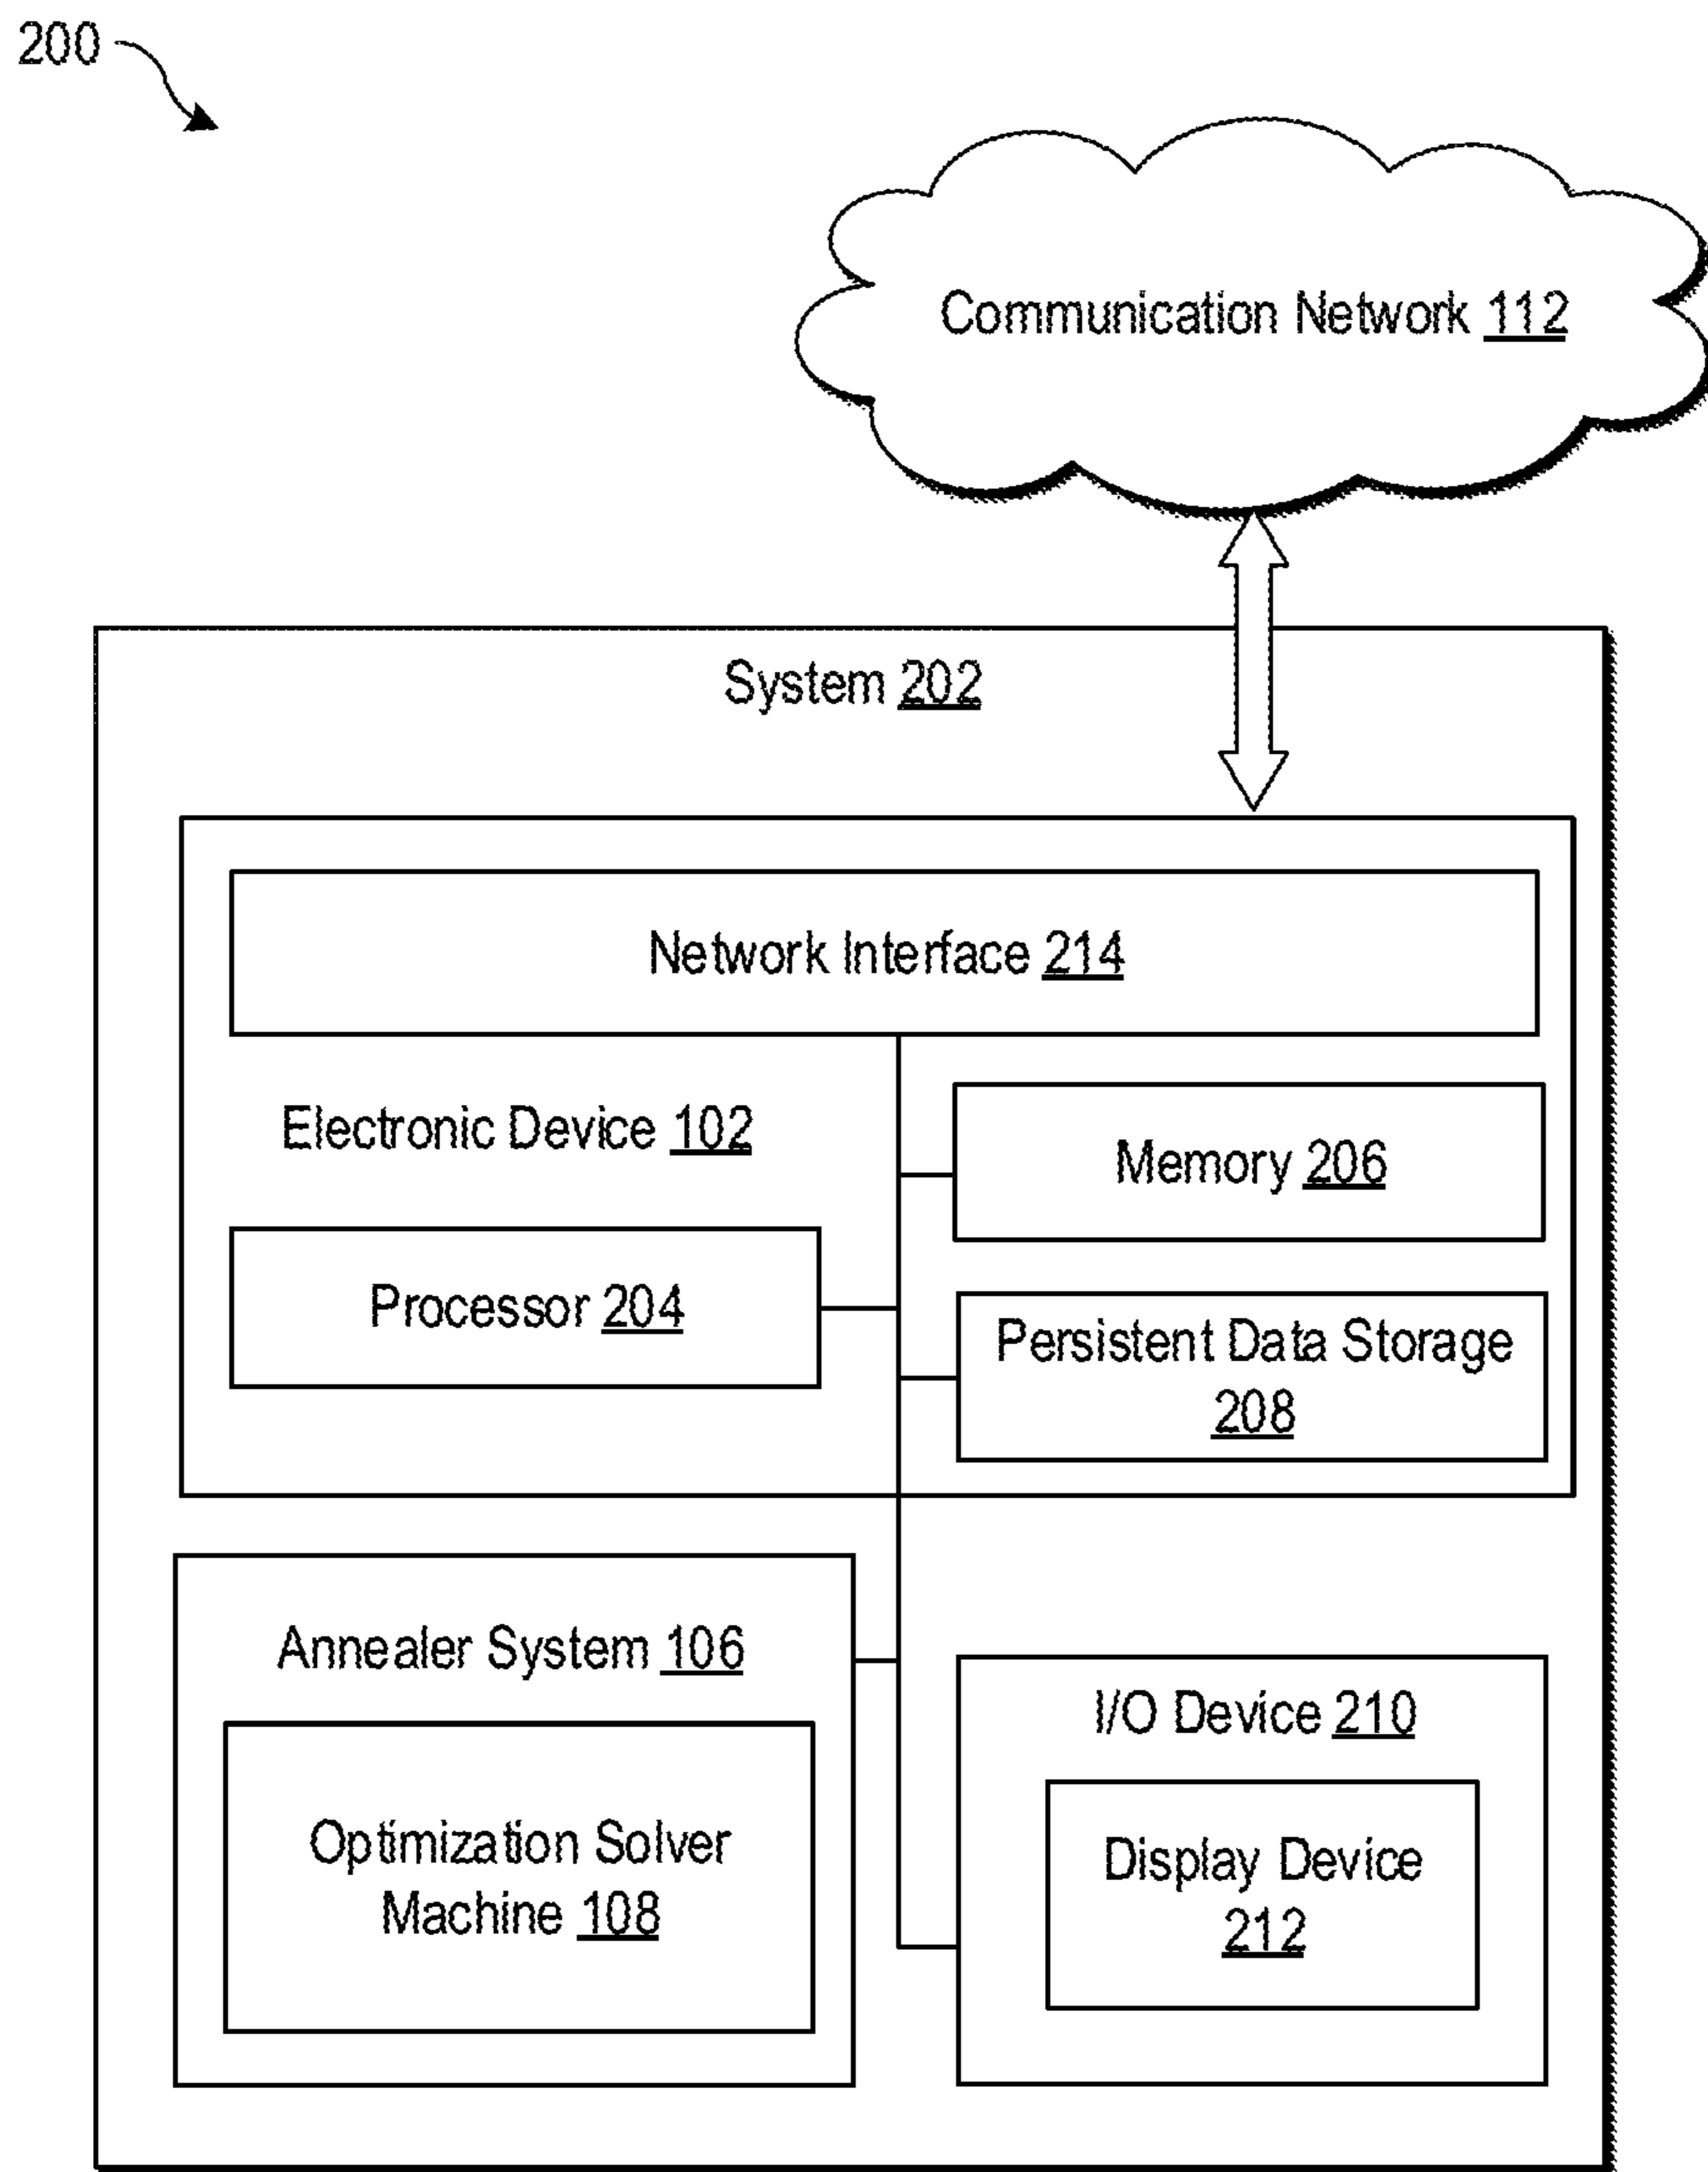 200
Communication Network 112
System 202
Network Interface 214
Electronic Device 102
Memory 206
Processor 204
Persistent Data Storage
208
Annealer System 106
I/O Device 210
Optimization Solver
Machine 108
Display Device
212